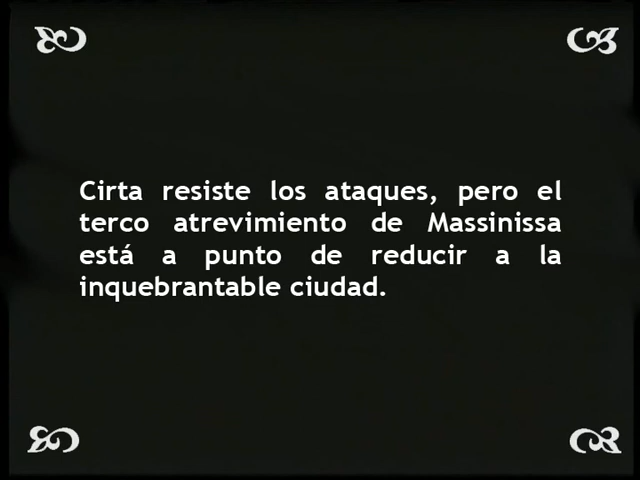 Cirta resiste los ataques, pero el
terco atrevimiento de Massinissa
está a punto de reducir a la
inquebrantable ciudad.